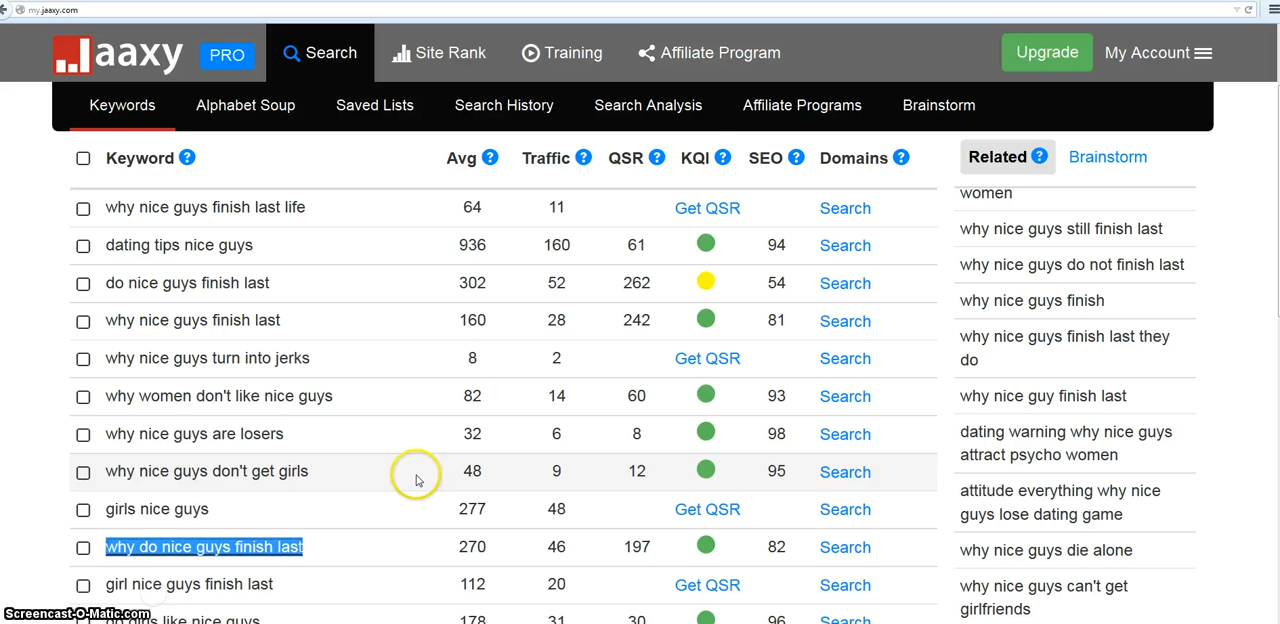 my.jaaxy.com
Jaaxy PRO Search Site Rank Training Affiliate Program Upgrade My Account
Keywords Alphabet Soup Saved Lists Search History Search Analysis Affiliate Programs Brainstorm
Keyword ? Avg ? Traffic ? QSR ? KQI ? SEO ? Domains ?
why nice guys finish last life 64 11 Get QSR Search
dating tips nice guys 936 160 61 94 Search
do nice guys finish last 302 52 262 54 Search
why nice guys finish last 160 28 242 81 Search
why nice guys turn into jerks 8 2 Get QSR Search
why women don't like nice guys 82 14 60 93 Search
why nice guys are losers 32 6 8 98 Search
why nice guys don't get girls 48 9 12 95 Search
girls nice guys 277 48 Get QSR Search
why do nice guys finish last 270 46 197 82 Search
girl nice guys finish last 112 20 Get QSR Search
do girls like nice guys 178 31 30 96 Search
Related ? Brainstorm
women
why nice guys still finish last
why nice guys do not finish last
why nice guys finish
why nice guys finish last they
do
why nice guy finish last
dating warning why nice guys
attract psycho women
attitude everything why nice
guys lose dating game
why nice guys die alone
why nice guys can't get
girlfriends
Screencast-O-Matic.com